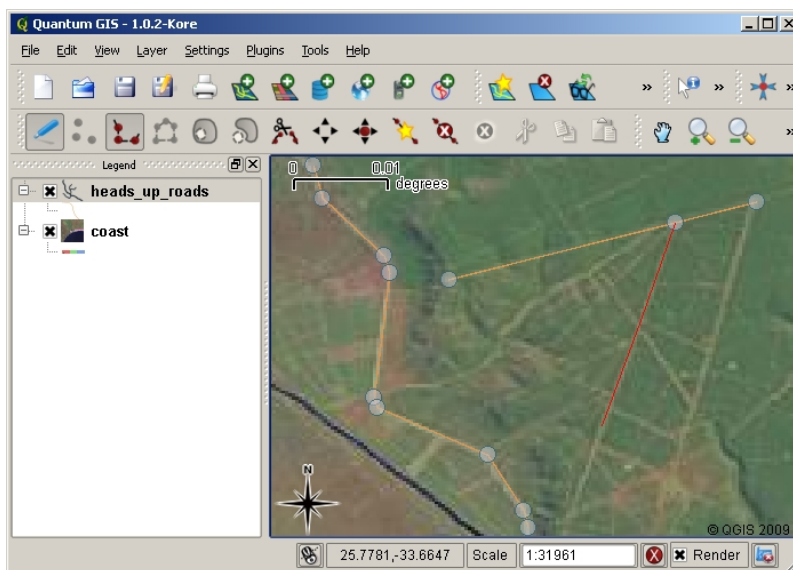 Quantum GIS - 1.0.2-Kore
File Edit View Layer Settings Plugins Tools Help
Legend
heads_up_roads
coast
0 0.01
degrees
N
© QGIS 2009
25.7781,-33.6647 Scale 1:31961 Render